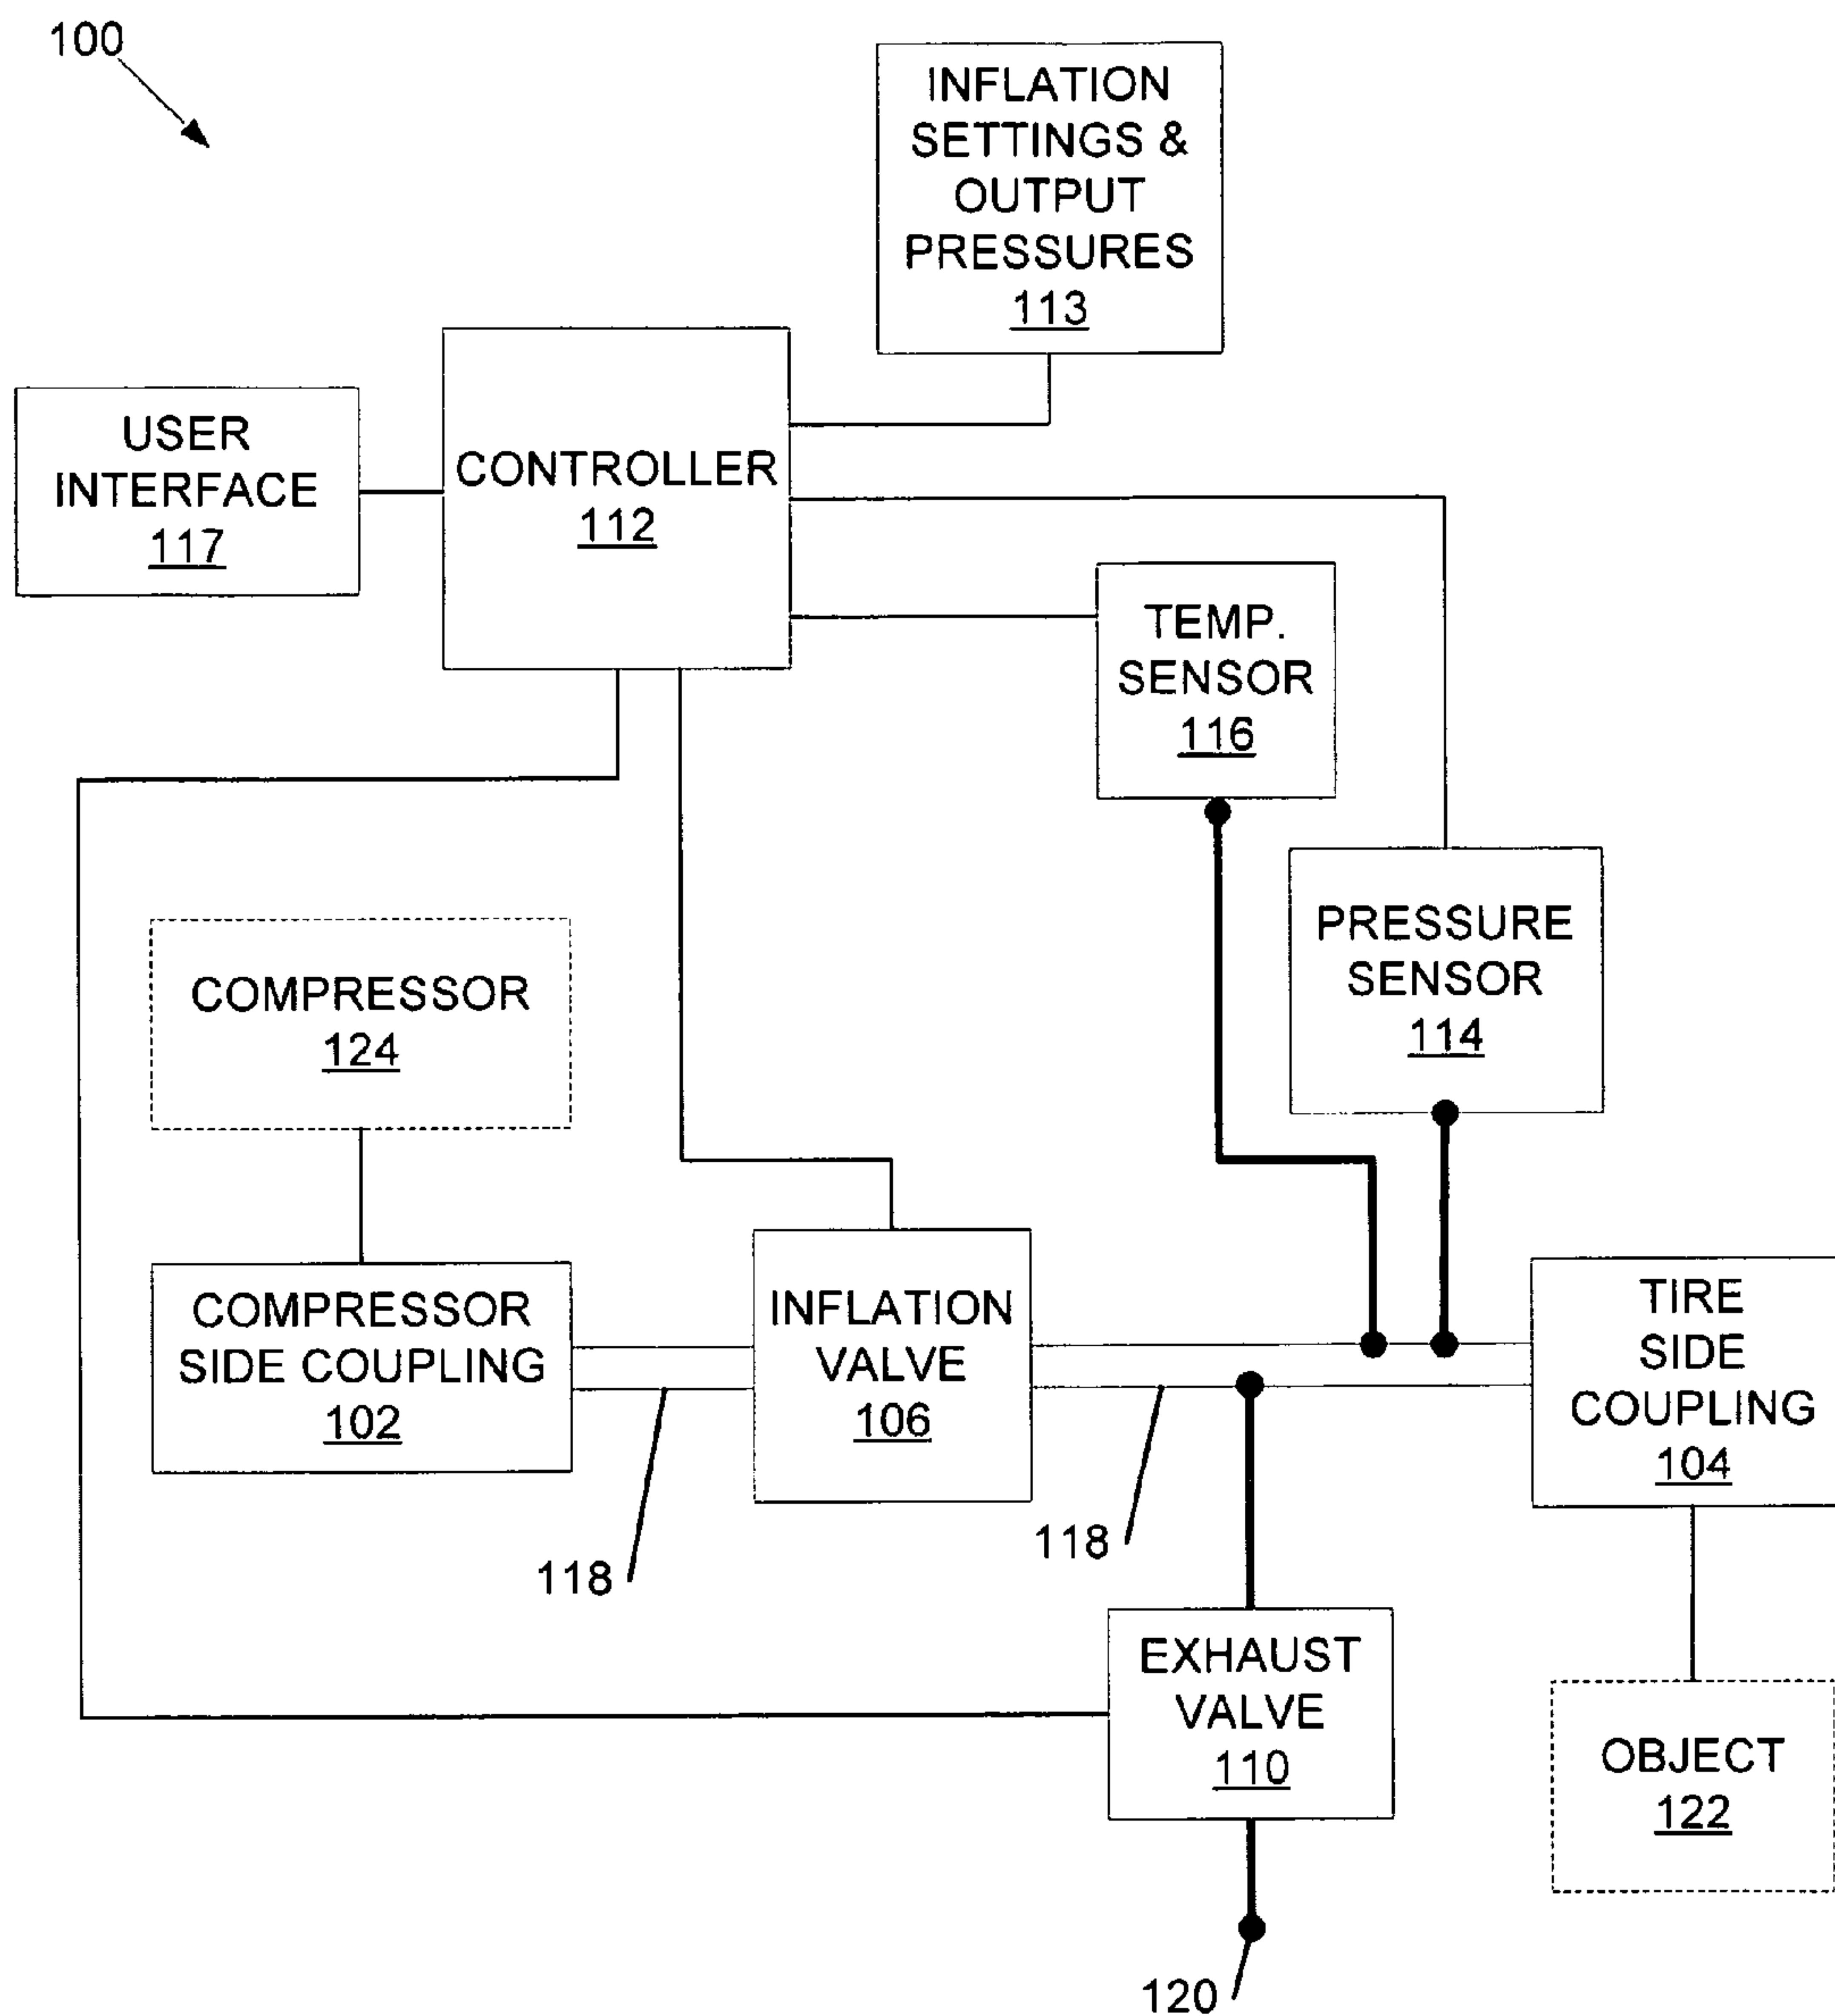 100
INFLATION
SETTINGS &
OUTPUT
PRESSURES
113
USER
INTERFACE
117
CONTROLLER
112
TEMP.
SENSOR
116
PRESSURE
SENSOR
114
COMPRESSOR
124
COMPRESSOR
SIDE COUPLING
102
INFLATION
VALVE
106
TIRE
SIDE
COUPLING
104
118
118
EXHAUST
VALVE
110
OBJECT
122
120